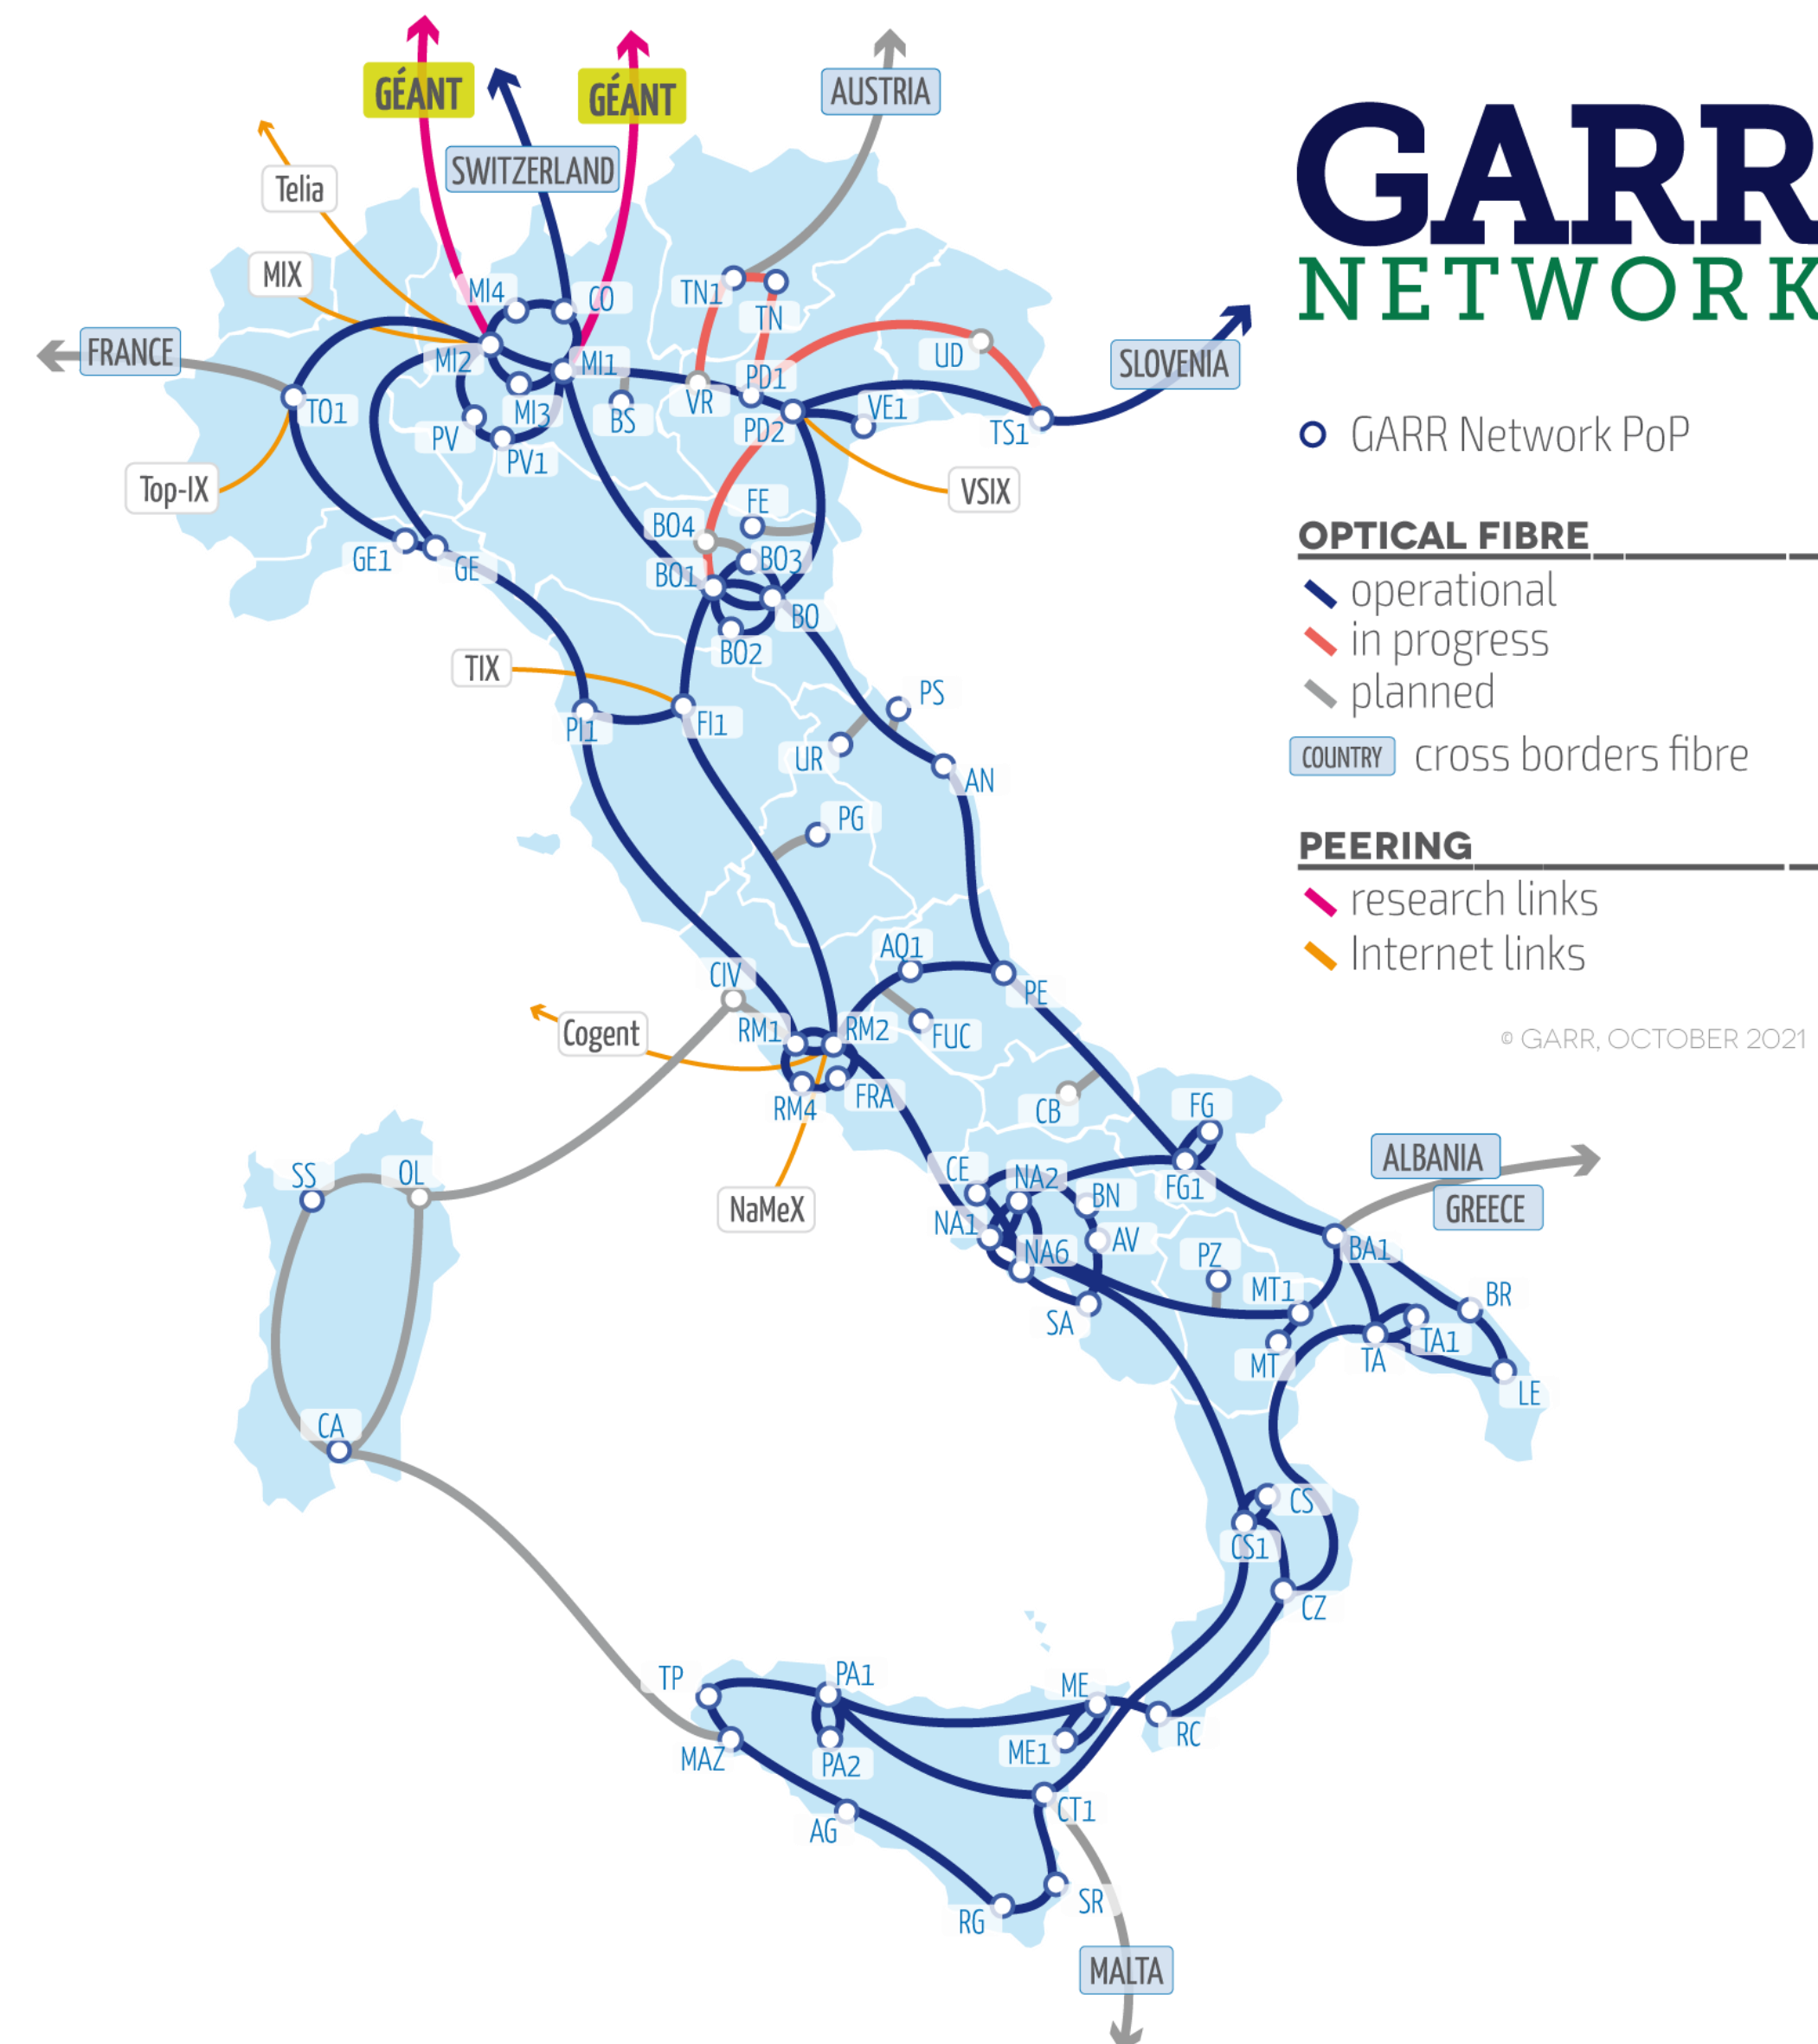 GÉANT
GÉANT
AUSTRIA
SWITZERLAND
Telia
MIX
FRANCE
Top-IX
SLOVENIA
VSIX
TIX
Cogent
NaMeX
ALBANIA
GREECE
MALTA
MI4
CO
TN1
TN
UD
MI2
MI1
PD1
VR
TO1
MI3
BS
PD2
VE1
TS1
PV
PV1
FE
BO4
BO3
GE1
GE
BO1
BO
BO2
PS
PI1
FI1
UR
AN
PG
AQ1
CIV
PE
RM1
RM2
FUC
RM4
FRA
CB
FG
SS
OL
CE
NA2
BN
FG1
NA1
NA6
AV
PZ
BA1
MT1
BR
SA
TA1
MT
TA
LE
CA
CS
CS1
CZ
TP
PA1
ME
RC
MAZ
PA2
ME1
CT1
AG
SR
RG
GARR
NETWORK
GARR Network PoP
OPTICAL FIBRE
operational
in progress
planned
COUNTRY cross borders fibre
PEERING
research links
Internet links
© GARR, OCTOBER 2021